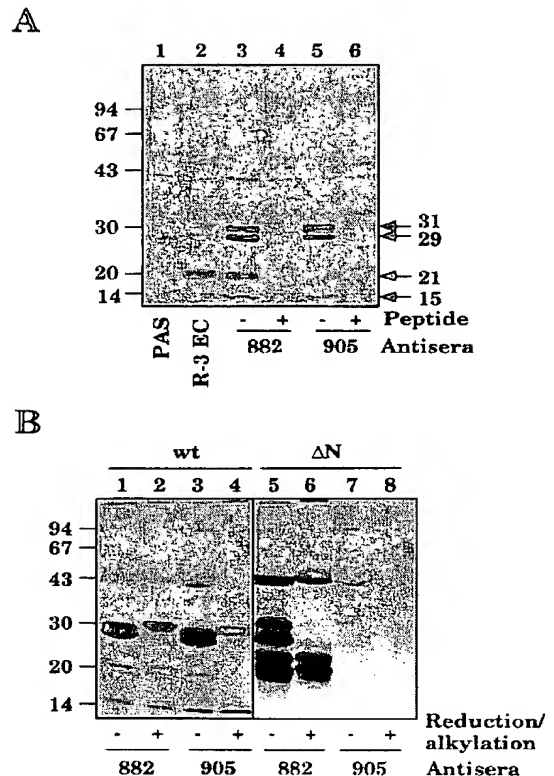 A
1 2 3 4 5 6
94
67
43
30
20
14
31
29
21
15
PAS
R-3 EC
- + - + Peptide
882 905 Antisera
B
wt ΔN
1 2 3 4 5 6 7 8
94
67
43
30
20
14
- + - + - + - + Reduction/
alkylation
882 905 882 905 Antisera